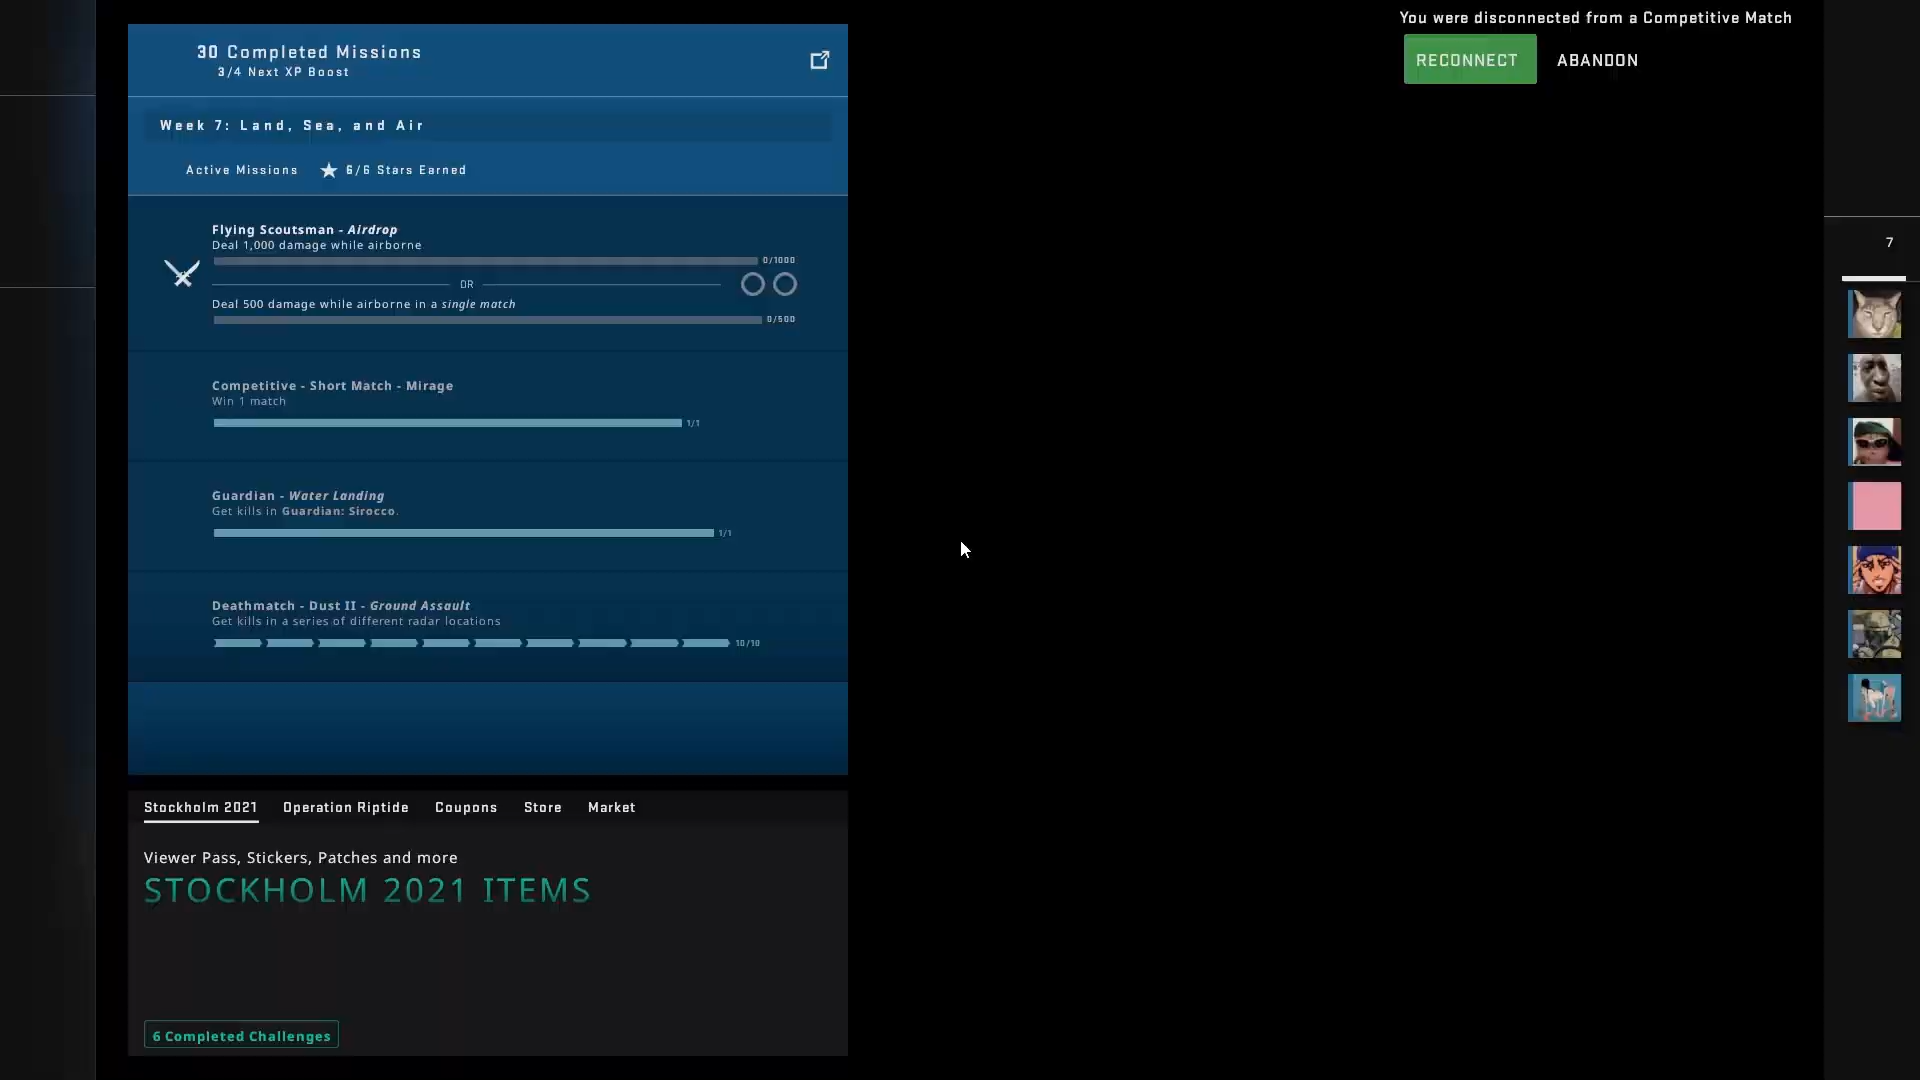 You were disconnected from a Competitive Match
RECONNECT ABANDON
30 Completed Missions
3/4 Next XP Boost
Week 7: Land, Sea, and Air
Active Missions 6/6 Stars Earned
Flying Scoutsman - Airdrop
Deal 1,000 damage while airborne
0/1000
OR
Deal 500 damage while airborne in a single match
0/500
Competitive - Short Match - Mirage
Win 1 match
1/1
Guardian - Water Landing
Get kills in Guardian: Sirocco.
1/1
Deathmatch - Dust II - Ground Assault
Get kills in a series of different radar locations
10/10
Stockholm 2021 Operation Riptide Coupons Store Market
Viewer Pass, Stickers, Patches and more
STOCKHOLM 2021 ITEMS
6 Completed Challenges
7